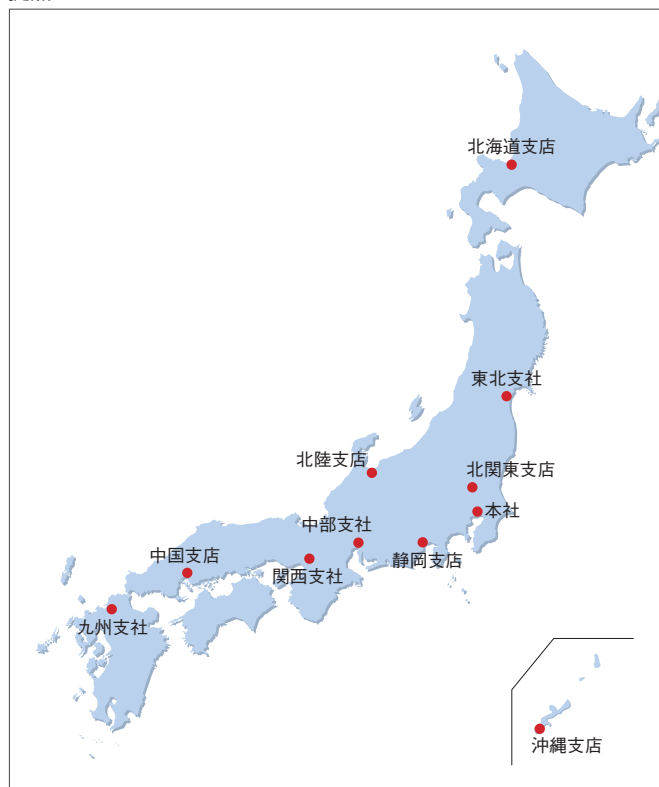 北海道支店
東北支社
北陸支店
北関東支店
本社
中部支社
静岡支店
中国支店
関西支社
九州支社
沖縄支店